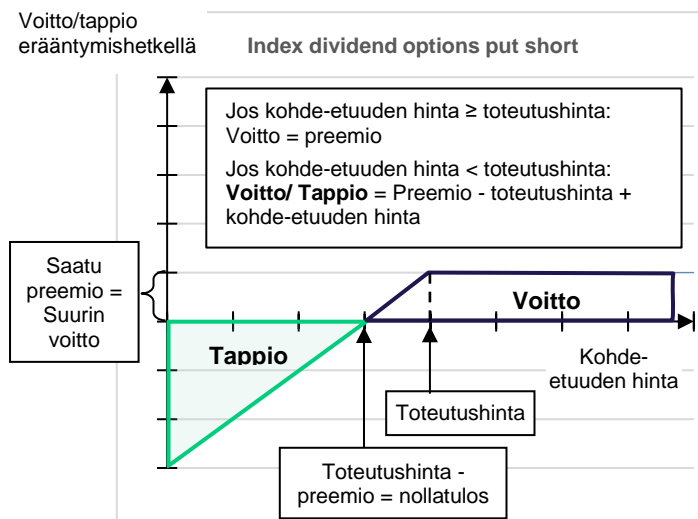 Voitto/tappio
erääntymishetkellä
Index dividend options put short
Jos kohde-etuuden hinta ≥ toteutushinta:
Voitto = preemio
Jos kohde-etuuden hinta < toteutushinta:
Voitto/ Tappio = Preemio - toteutushinta +
kohde-etuuden hinta
Saatu
preemio =
Suurin
voitto
Voitto
Tappio
Kohde-
etuuden hinta
Toteutushinta
Toteutushinta -
preemio = nollatulos